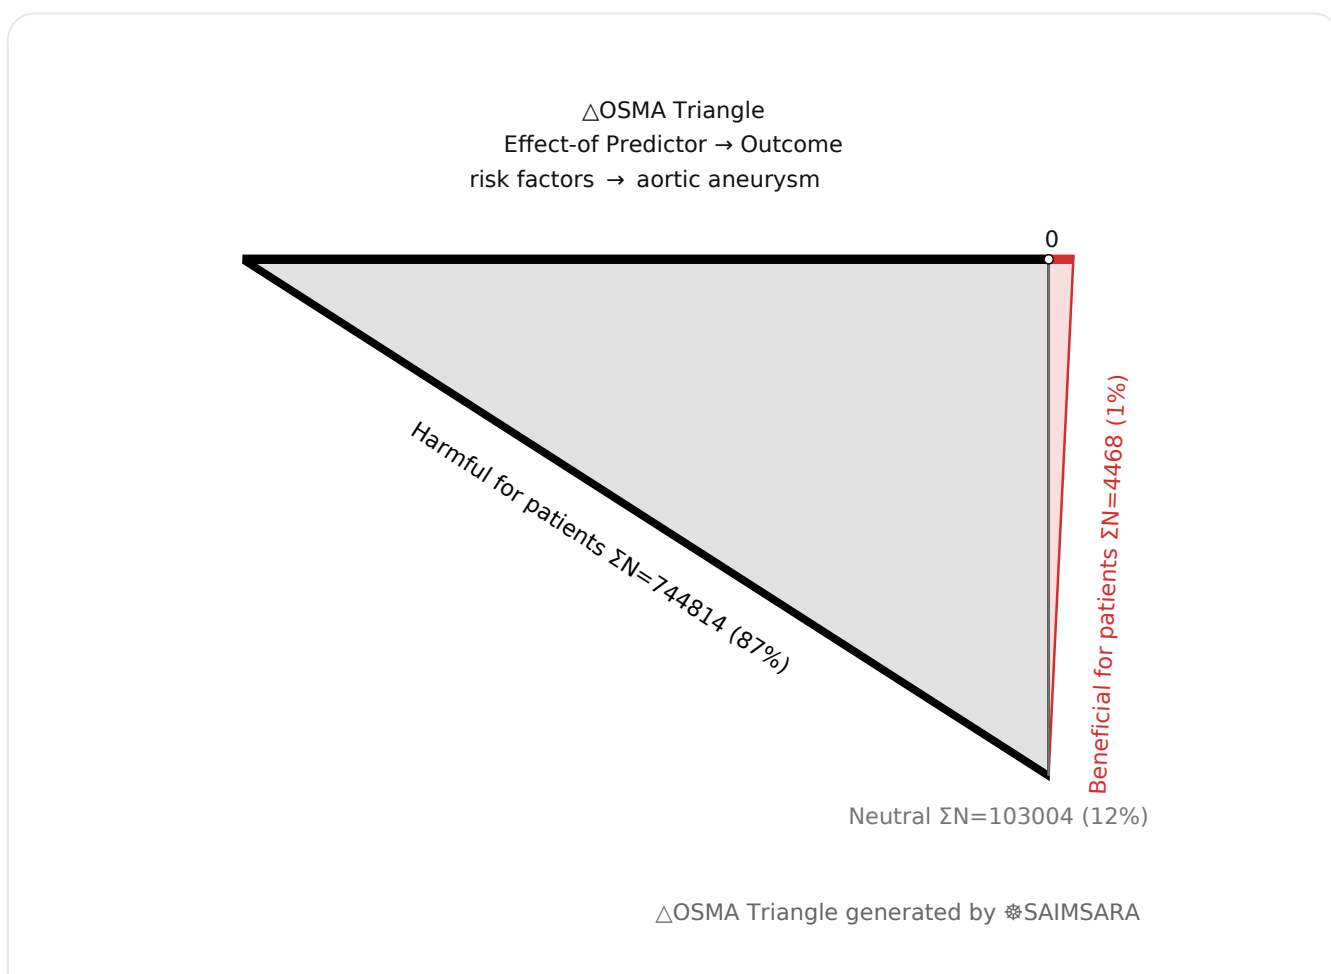 △OSMA Triangle
Effect-of Predictor → Outcome
risk factors → aortic aneurysm
0
Harmful for patients ΣN=744814 (87%)
Beneficial for patients ΣN=4468 (1%)
Neutral ΣN=103004 (12%)
△OSMA Triangle generated by ☸SAIMSARA